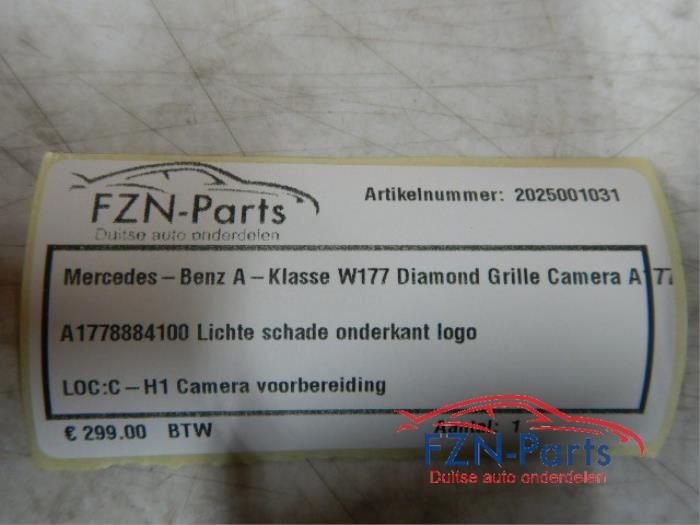 FZN-Parts
Duitse auto onderdelen
Artikelnummer: 2025001031
Mercedes-Benz A-Klasse W177 Diamond Grille Camera A177
A1778884100 Lichte schade onderkant logo
LOC:C-H1 Camera voorbereiding
€ 299.00 BTW
Aantal: 1
FZN-Parts
Duitse auto onderdelen